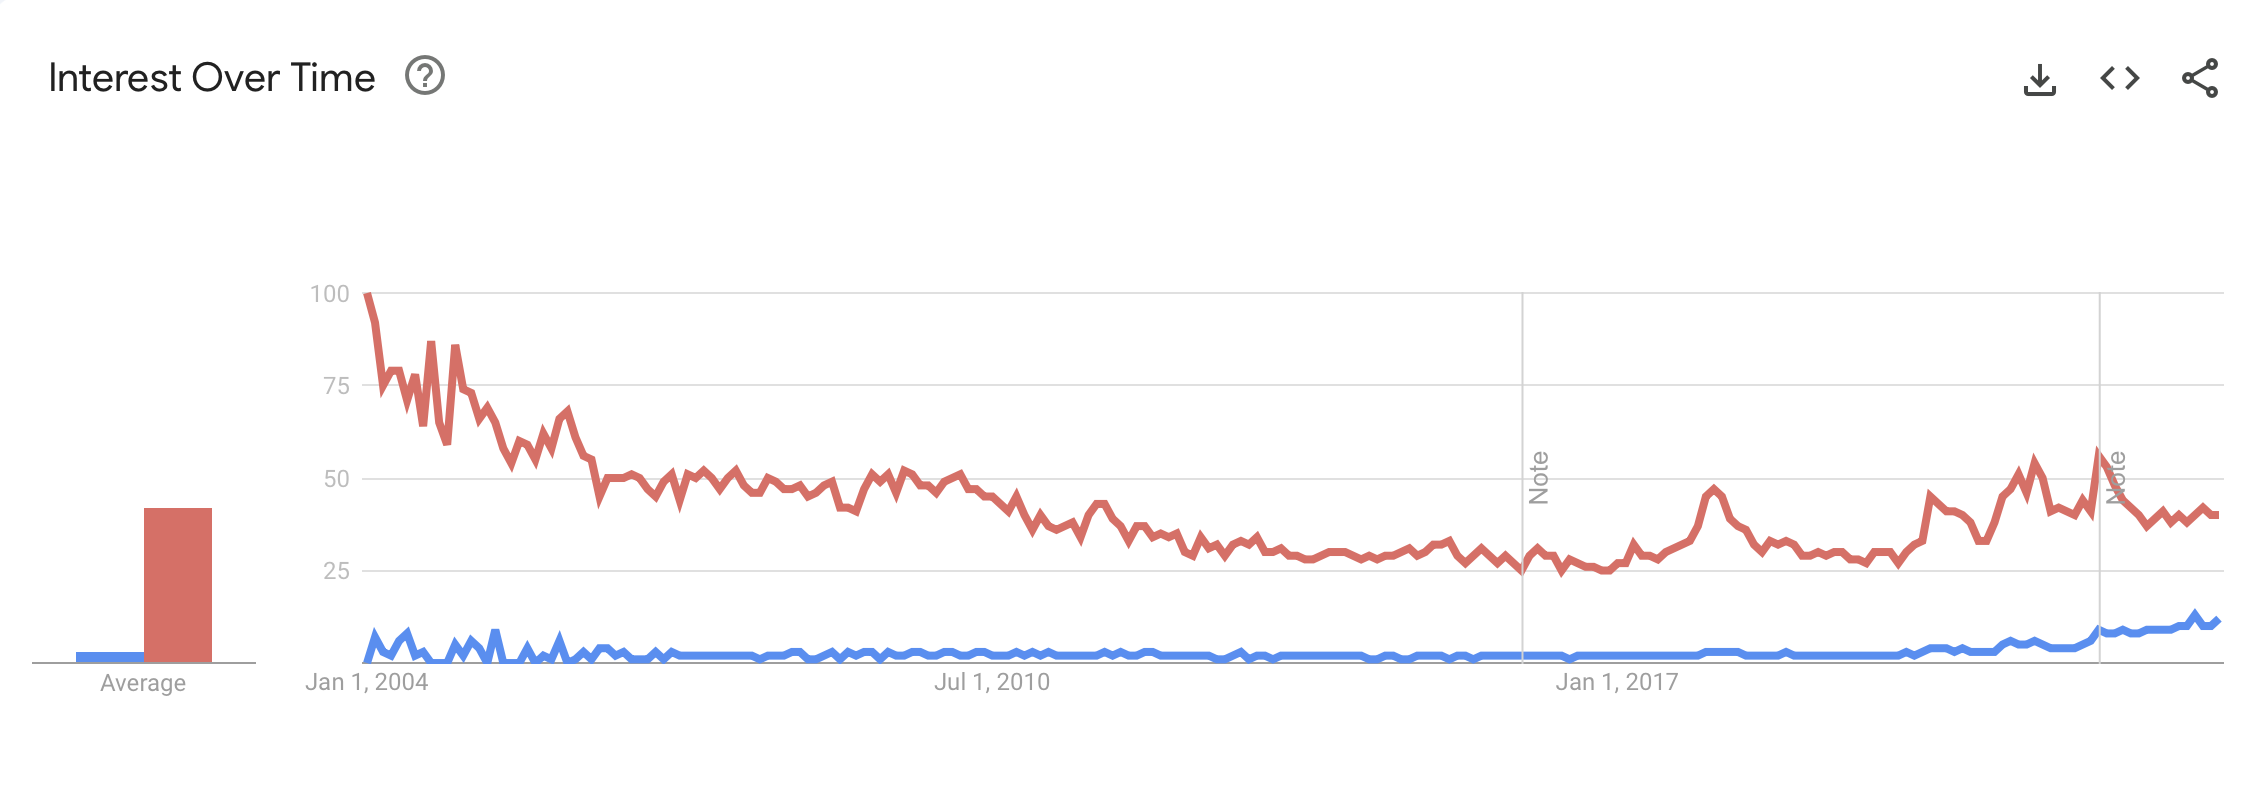 Interest Over Time
100
75
50
25
Note
Note
Average
Jan 1, 2004
Jul 1, 2010
Jan 1, 2017